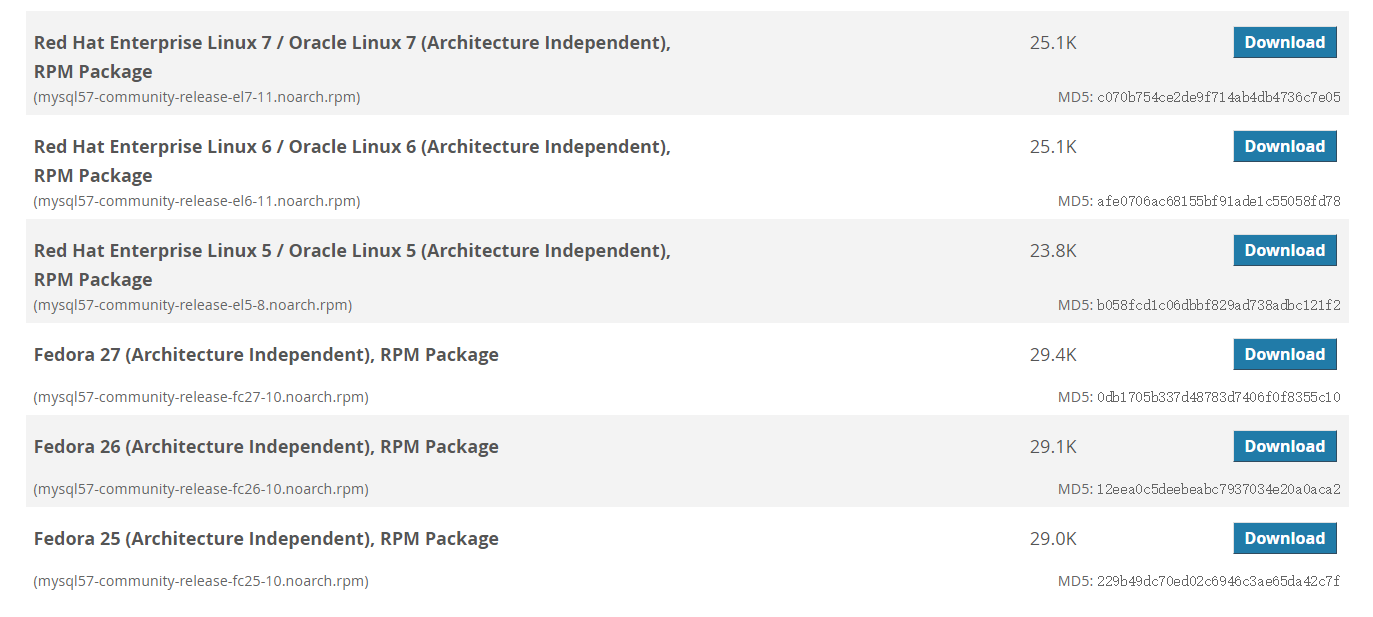 Red Hat Enterprise Linux 7 / Oracle Linux 7 (Architecture Independent), 25.1K Download
RPM Package
(mysql57-community-release-el7-11.noarch.rpm) MD5: c070b754ce2de9f714ab4db4736c7e05
Red Hat Enterprise Linux 6 / Oracle Linux 6 (Architecture Independent), 25.1K Download
RPM Package
(mysql57-community-release-el6-11.noarch.rpm) MD5: afe0706ac68155bf91ade1c55058fd78
Red Hat Enterprise Linux 5 / Oracle Linux 5 (Architecture Independent), 23.8K Download
RPM Package
(mysql57-community-release-el5-8.noarch.rpm) MD5: b058fcd1c06dbbf829ad738adbc121f2
Fedora 27 (Architecture Independent), RPM Package 29.4K Download
(mysql57-community-release-fc27-10.noarch.rpm) MD5: 0db1705b337d48783d7406f0f8355c10
Fedora 26 (Architecture Independent), RPM Package 29.1K Download
(mysql57-community-release-fc26-10.noarch.rpm) MD5: 12eea0c5deebeabc7937034e20a0aca2
Fedora 25 (Architecture Independent), RPM Package 29.0K Download
(mysql57-community-release-fc25-10.noarch.rpm) MD5: 229b49dc70ed02c6946c3ae65da42c7f